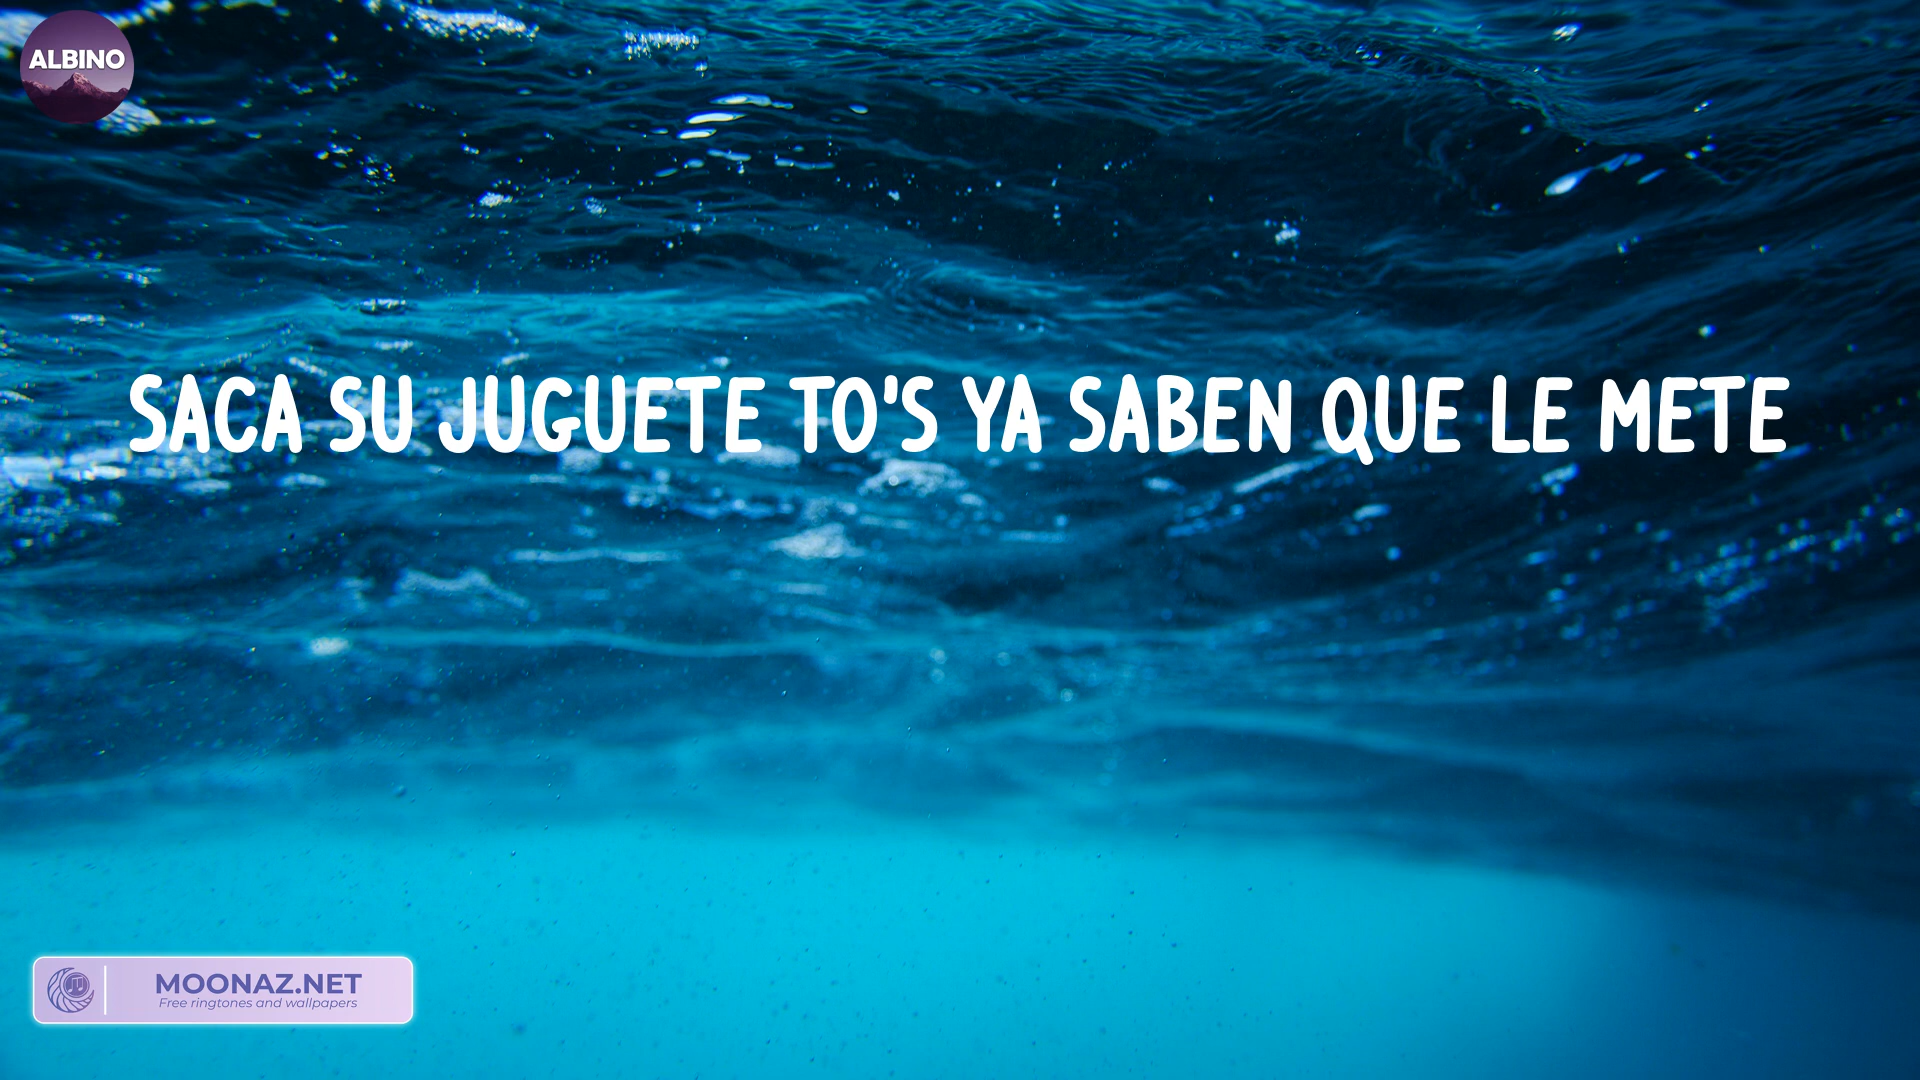 ALBINO
SACA SU JUGUETE TO'S YA SABEN QUE LE METE
MOONAZ.NET
Free ringtones and wallpapers